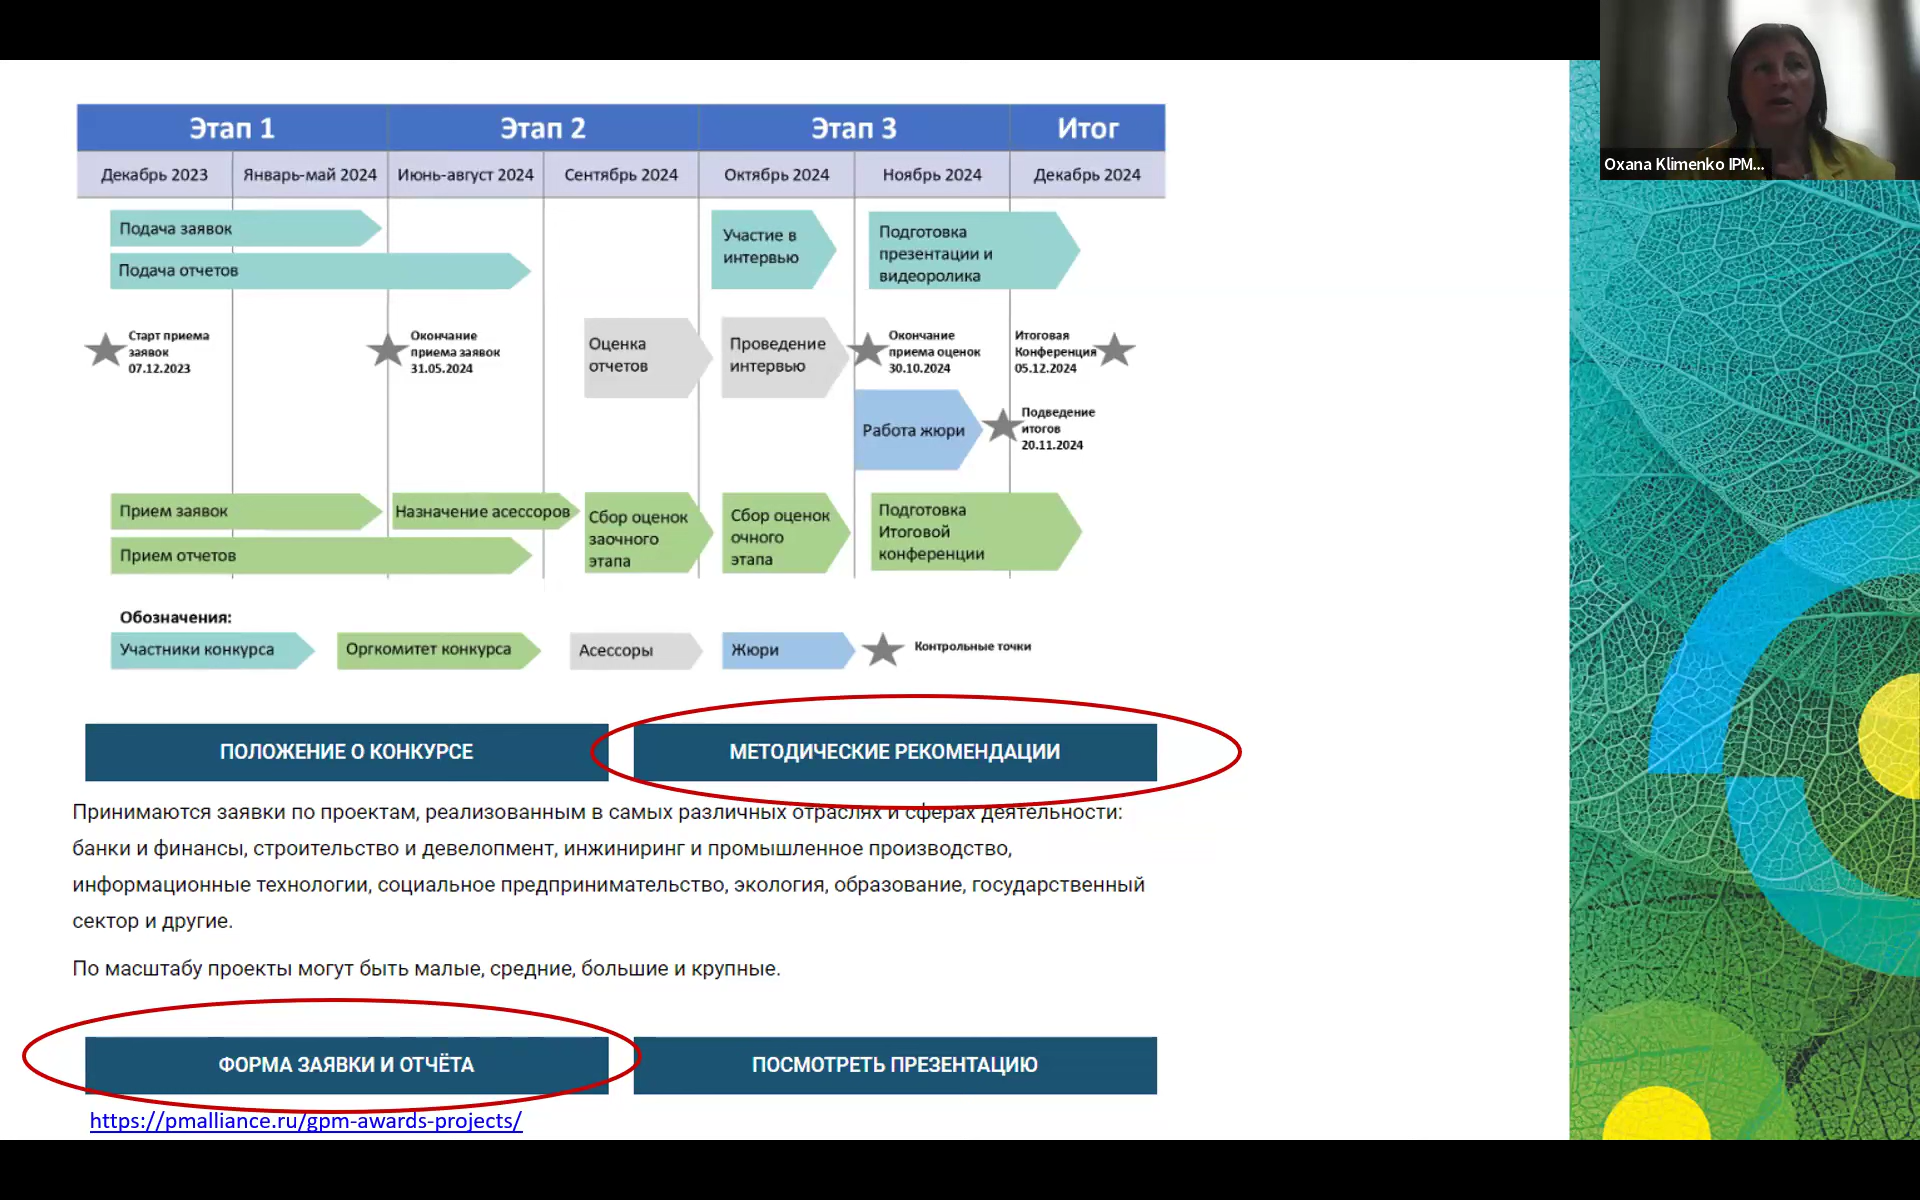 Oxana Klimenko IPM...
Этап 1
Этап 2
Этап 3
Итог
Декабрь 2023
Январь-май 2024
Июнь-август 2024
Сентябрь 2024
Октябрь 2024
Ноябрь 2024
Декабрь 2024
Подача заявок
Подача отчетов
Участие в
интервью
Подготовка
презентации и
видеоролика
Старт приема
заявок
07.12.2023
Окончание
приема заявок
31.05.2024
Оценка
отчетов
Проведение
интервью
Окончание
приема оценок
30.10.2024
Итоговая
Конференция
05.12.2024
Работа жюри
Подведение
итогов
20.11.2024
Прием заявок
Прием отчетов
Назначение асессоров
Сбор оценок
заочного
этапа
Сбор оценок
очного
этапа
Подготовка
Итоговой
конференции
Обозначения:
Участники конкурса
Оргкомитет конкурса
Асессоры
Жюри
Контрольные точки
ПОЛОЖЕНИЕ О КОНКУРСЕ
МЕТОДИЧЕСКИЕ РЕКОМЕНДАЦИИ
Принимаются заявки по проектам, реализованным в самых различных отраслях и сферах деятельности:
банки и финансы, строительство и девелопмент, инжиниринг и промышленное производство,
информационные технологии, социальное предпринимательство, экология, образование, государственный
сектор и другие.
По масштабу проекты могут быть малые, средние, большие и крупные.
ФОРМА ЗАЯВКИ И ОТЧЁТА
ПОСМОТРЕТЬ ПРЕЗЕНТАЦИЮ
https://pmalliance.ru/gpm-awards-projects/